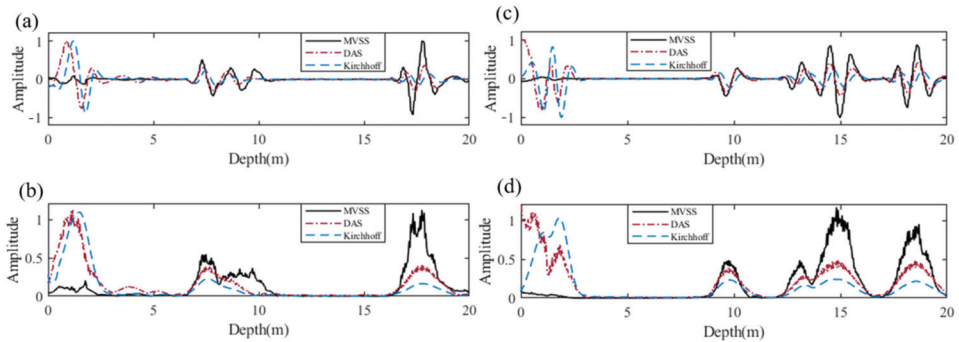 (a)
Amplitude
1
0
-1
MVSS
DAS
Kirchhoff
0 5 10 15 20
Depth(m)
(c)
Amplitude
1
0
-1
MVSS
DAS
Kirchhoff
0 5 10 15 20
Depth(m)
(b)
Amplitude
1
0.5
0
MVSS
DAS
Kirchhoff
0 5 10 15 20
Depth(m)
(d)
Amplitude
1
0.5
0
MVSS
DAS
Kirchhoff
0 5 10 15 20
Depth(m)